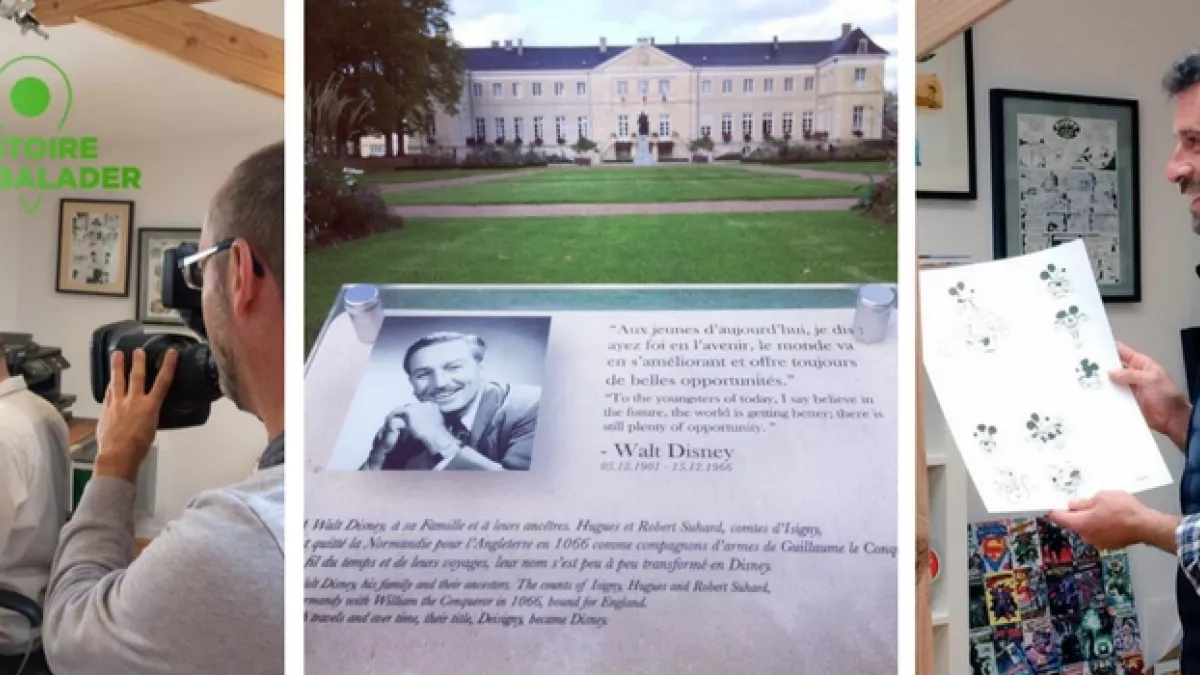 STOIRE
BALADER
“Aux jeunes d’aujourd’hui, je dis :
ayez foi en l’avenir, le monde va
en s’améliorant et offre toujours
de belles opportunités.”
“To the youngsters of today, I say believe in
the future, the world is getting better; there is
still plenty of opportunity. ”
- Walt Disney
05.12.1901 - 15.12.1966
Walt Disney, à sa Famille et à leurs ancêtres. Hugues et Robert Suhard, comtes d’Isigny,
quitté la Normandie pour l’Angleterre en 1066 comme compagnons d’armes de Guillaume le Conq
fil du temps et de leurs voyages, leur nom s’est peu à peu transformé en Disney.
alt Disney, his family and their ancestors. The counts of Isigny, Hugues and Robert Suhard,
rmandy with William the Conqueror in 1066, bound for England.
travels and over time, their title, Deisigny, became Disney.